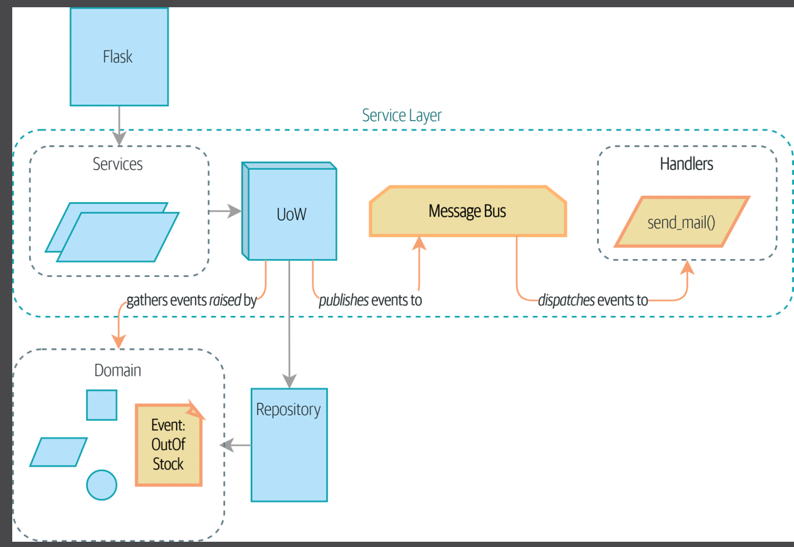 Flask
Service Layer
Services
UoW
Message Bus
Handlers
send_mail()
gathers events raised by
publishes events to
dispatches events to
Domain
Event:
OutOf
Stock
Repository